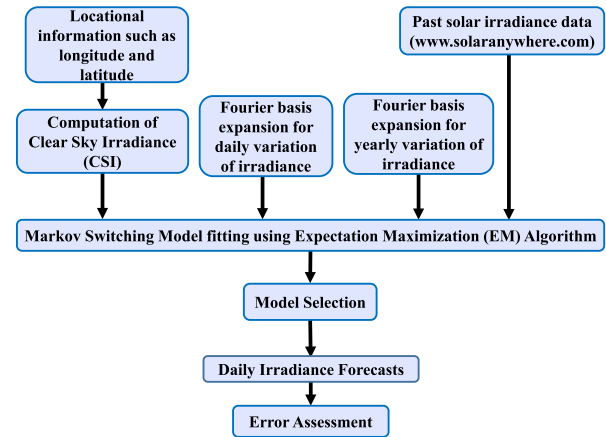 Locational
information such as
longitude and
latitude
Past solar irradiance data
(www.solaranywhere.com)
Computation of
Clear Sky Irradiance
(CSI)
Fourier basis
expansion for
daily variation
of irradiance
Fourier basis
expansion for
yearly variation of
irradiance
Markov Switching Model fitting using Expectation Maximization (EM) Algorithm
Model Selection
Daily Irradiance Forecasts
Error Assessment